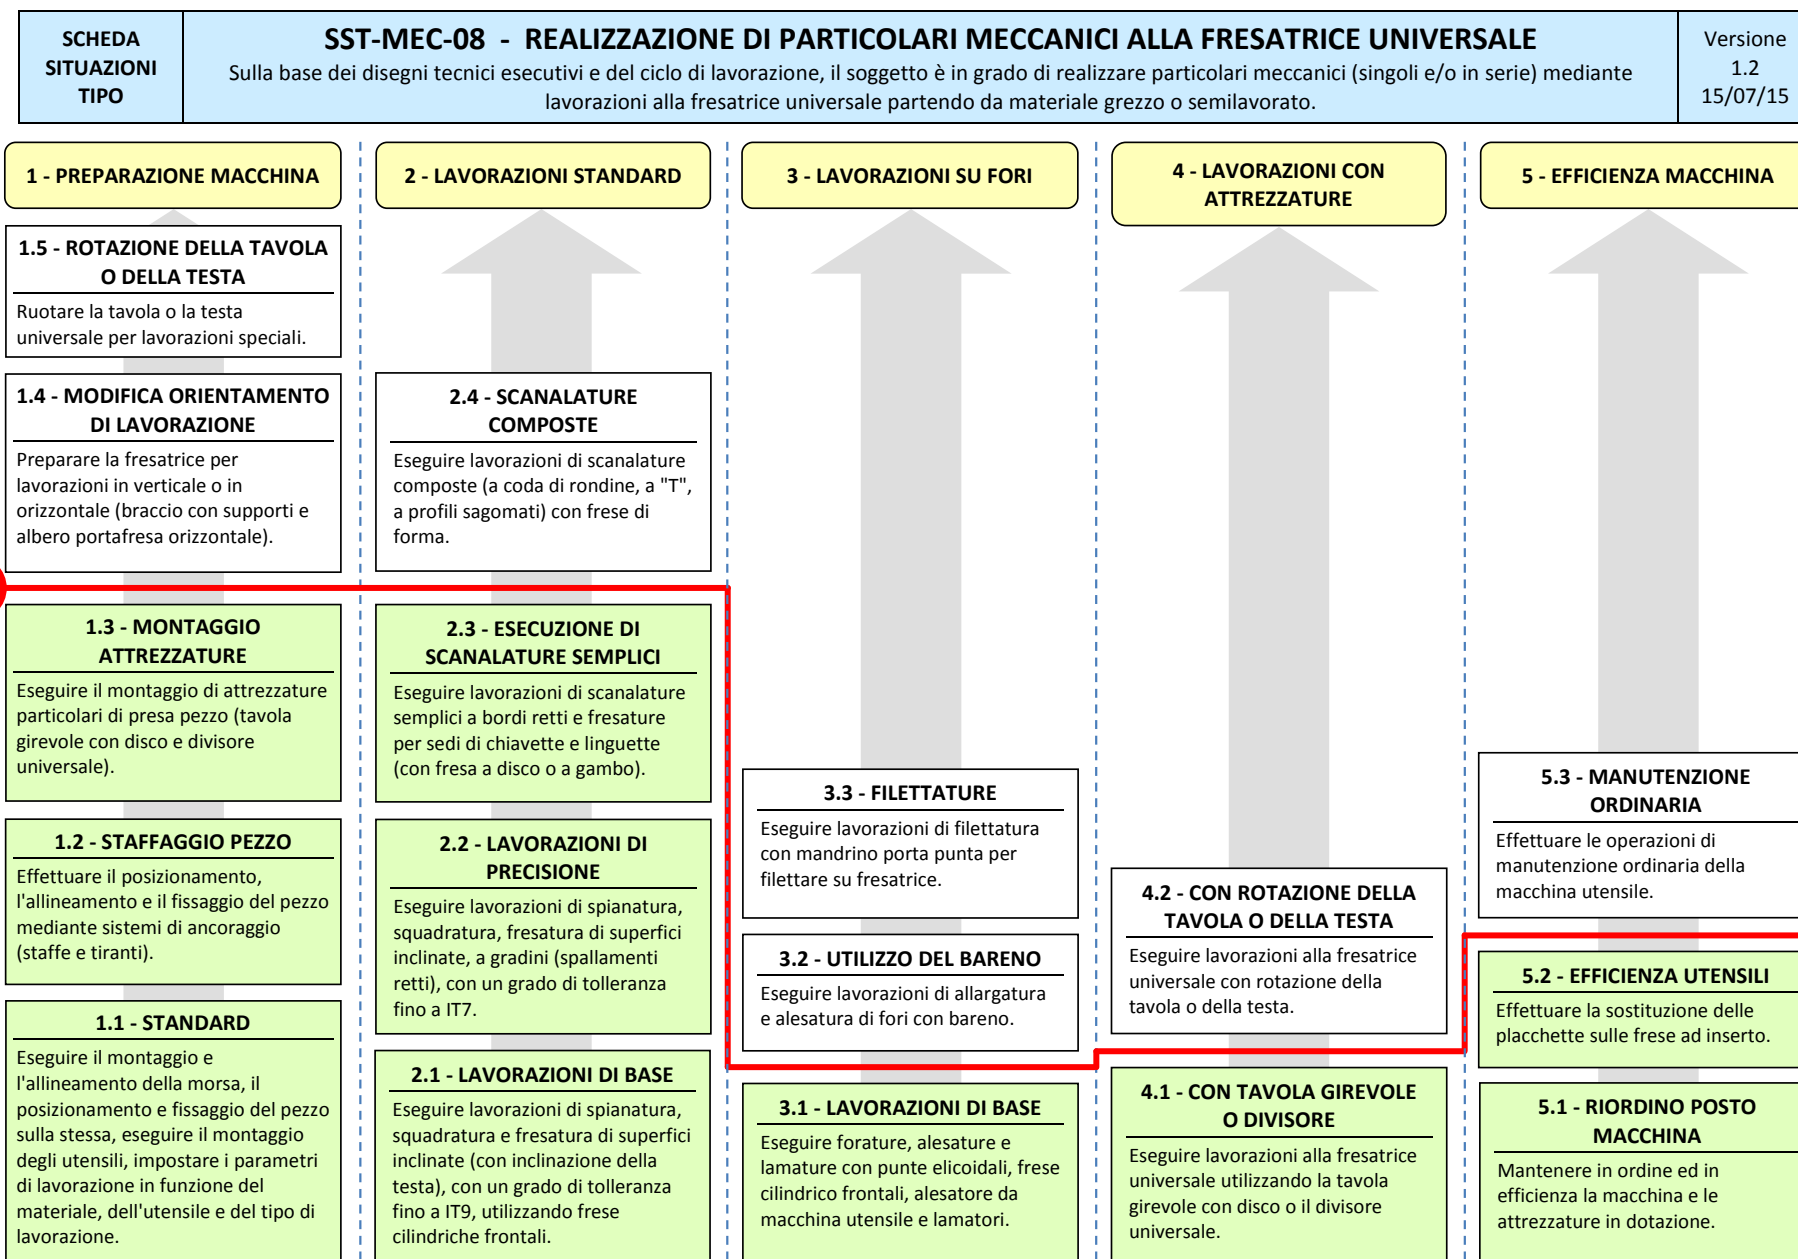 SCHEDA
SITUAZIONI
TIPO
SST-MEC-08 - REALIZZAZIONE DI PARTICOLARI MECCANICI ALLA FRESATRICE UNIVERSALE
Sulla base dei disegni tecnici esecutivi e del ciclo di lavorazione, il soggetto è in grado di realizzare particolari meccanici (singoli e/o in serie) mediante
lavorazioni alla fresatrice universale partendo da materiale grezzo o semilavorato.
Versione
1.2
15/07/15
1 - PREPARAZIONE MACCHINA
1.5 - ROTAZIONE DELLA TAVOLA
O DELLA TESTA
Ruotare la tavola o la testa
universale per lavorazioni speciali.
1.4 - MODIFICA ORIENTAMENTO
DI LAVORAZIONE
Preparare la fresatrice per
lavorazioni in verticale o in
orizzontale (braccio con supporti e
albero portafresa orizzontale).
1.3 - MONTAGGIO
ATTREZZATURE
Eseguire il montaggio di attrezzature
particolari di presa pezzo (tavola
girevole con disco e divisore
universale).
1.2 - STAFFAGGIO PEZZO
Effettuare il posizionamento,
l'allineamento e il fissaggio del pezzo
mediante sistemi di ancoraggio
(staffe e tiranti).
1.1 - STANDARD
Eseguire il montaggio e
l'allineamento della morsa, il
posizionamento e fissaggio del pezzo
sulla stessa, eseguire il montaggio
degli utensili, impostare i parametri
di lavorazione in funzione del
materiale, dell'utensile e del tipo di
lavorazione.
2 - LAVORAZIONI STANDARD
2.4 - SCANALATURE
COMPOSTE
Eseguire lavorazioni di scanalature
composte (a coda di rondine, a "T",
a profili sagomati) con frese di
forma.
2.3 - ESECUZIONE DI
SCANALATURE SEMPLICI
Eseguire lavorazioni di scanalature
semplici a bordi retti e fresature
per sedi di chiavette e linguette
(con fresa a disco o a gambo).
2.2 - LAVORAZIONI DI
PRECISIONE
Eseguire lavorazioni di spianatura,
squadratura, fresatura di superfici
inclinate, a gradini (spallamenti
retti), con un grado di tolleranza
fino a IT7.
2.1 - LAVORAZIONI DI BASE
Eseguire lavorazioni di spianatura,
squadratura e fresatura di superfici
inclinate (con inclinazione della
testa), con un grado di tolleranza
fino a IT9, utilizzando frese
cilindriche frontali.
3 - LAVORAZIONI SU FORI
3.3 - FILETTATURE
Eseguire lavorazioni di filettatura
con mandrino porta punta per
filettare su fresatrice.
3.2 - UTILIZZO DEL BARENO
Eseguire lavorazioni di allargatura
e alesatura di fori con bareno.
3.1 - LAVORAZIONI DI BASE
Eseguire forature, alesature e
lamature con punte elicoidali, frese
cilindrico frontali, alesatore da
macchina utensile e lamatori.
4 - LAVORAZIONI CON
ATTREZZATURE
4.2 - CON ROTAZIONE DELLA
TAVOLA O DELLA TESTA
Eseguire lavorazioni alla fresatrice
universale con rotazione della
tavola o della testa.
4.1 - CON TAVOLA GIREVOLE
O DIVISORE
Eseguire lavorazioni alla fresatrice
universale utilizzando la tavola
girevole con disco o il divisore
universale.
5 - EFFICIENZA MACCHINA
5.3 - MANUTENZIONE
ORDINARIA
Effettuare le operazioni di
manutenzione ordinaria della
macchina utensile.
5.2 - EFFICIENZA UTENSILI
Effettuare la sostituzione delle
placchette sulle frese ad inserto.
5.1 - RIORDINO POSTO
MACCHINA
Mantenere in ordine ed in
efficienza la macchina e le
attrezzature in dotazione.